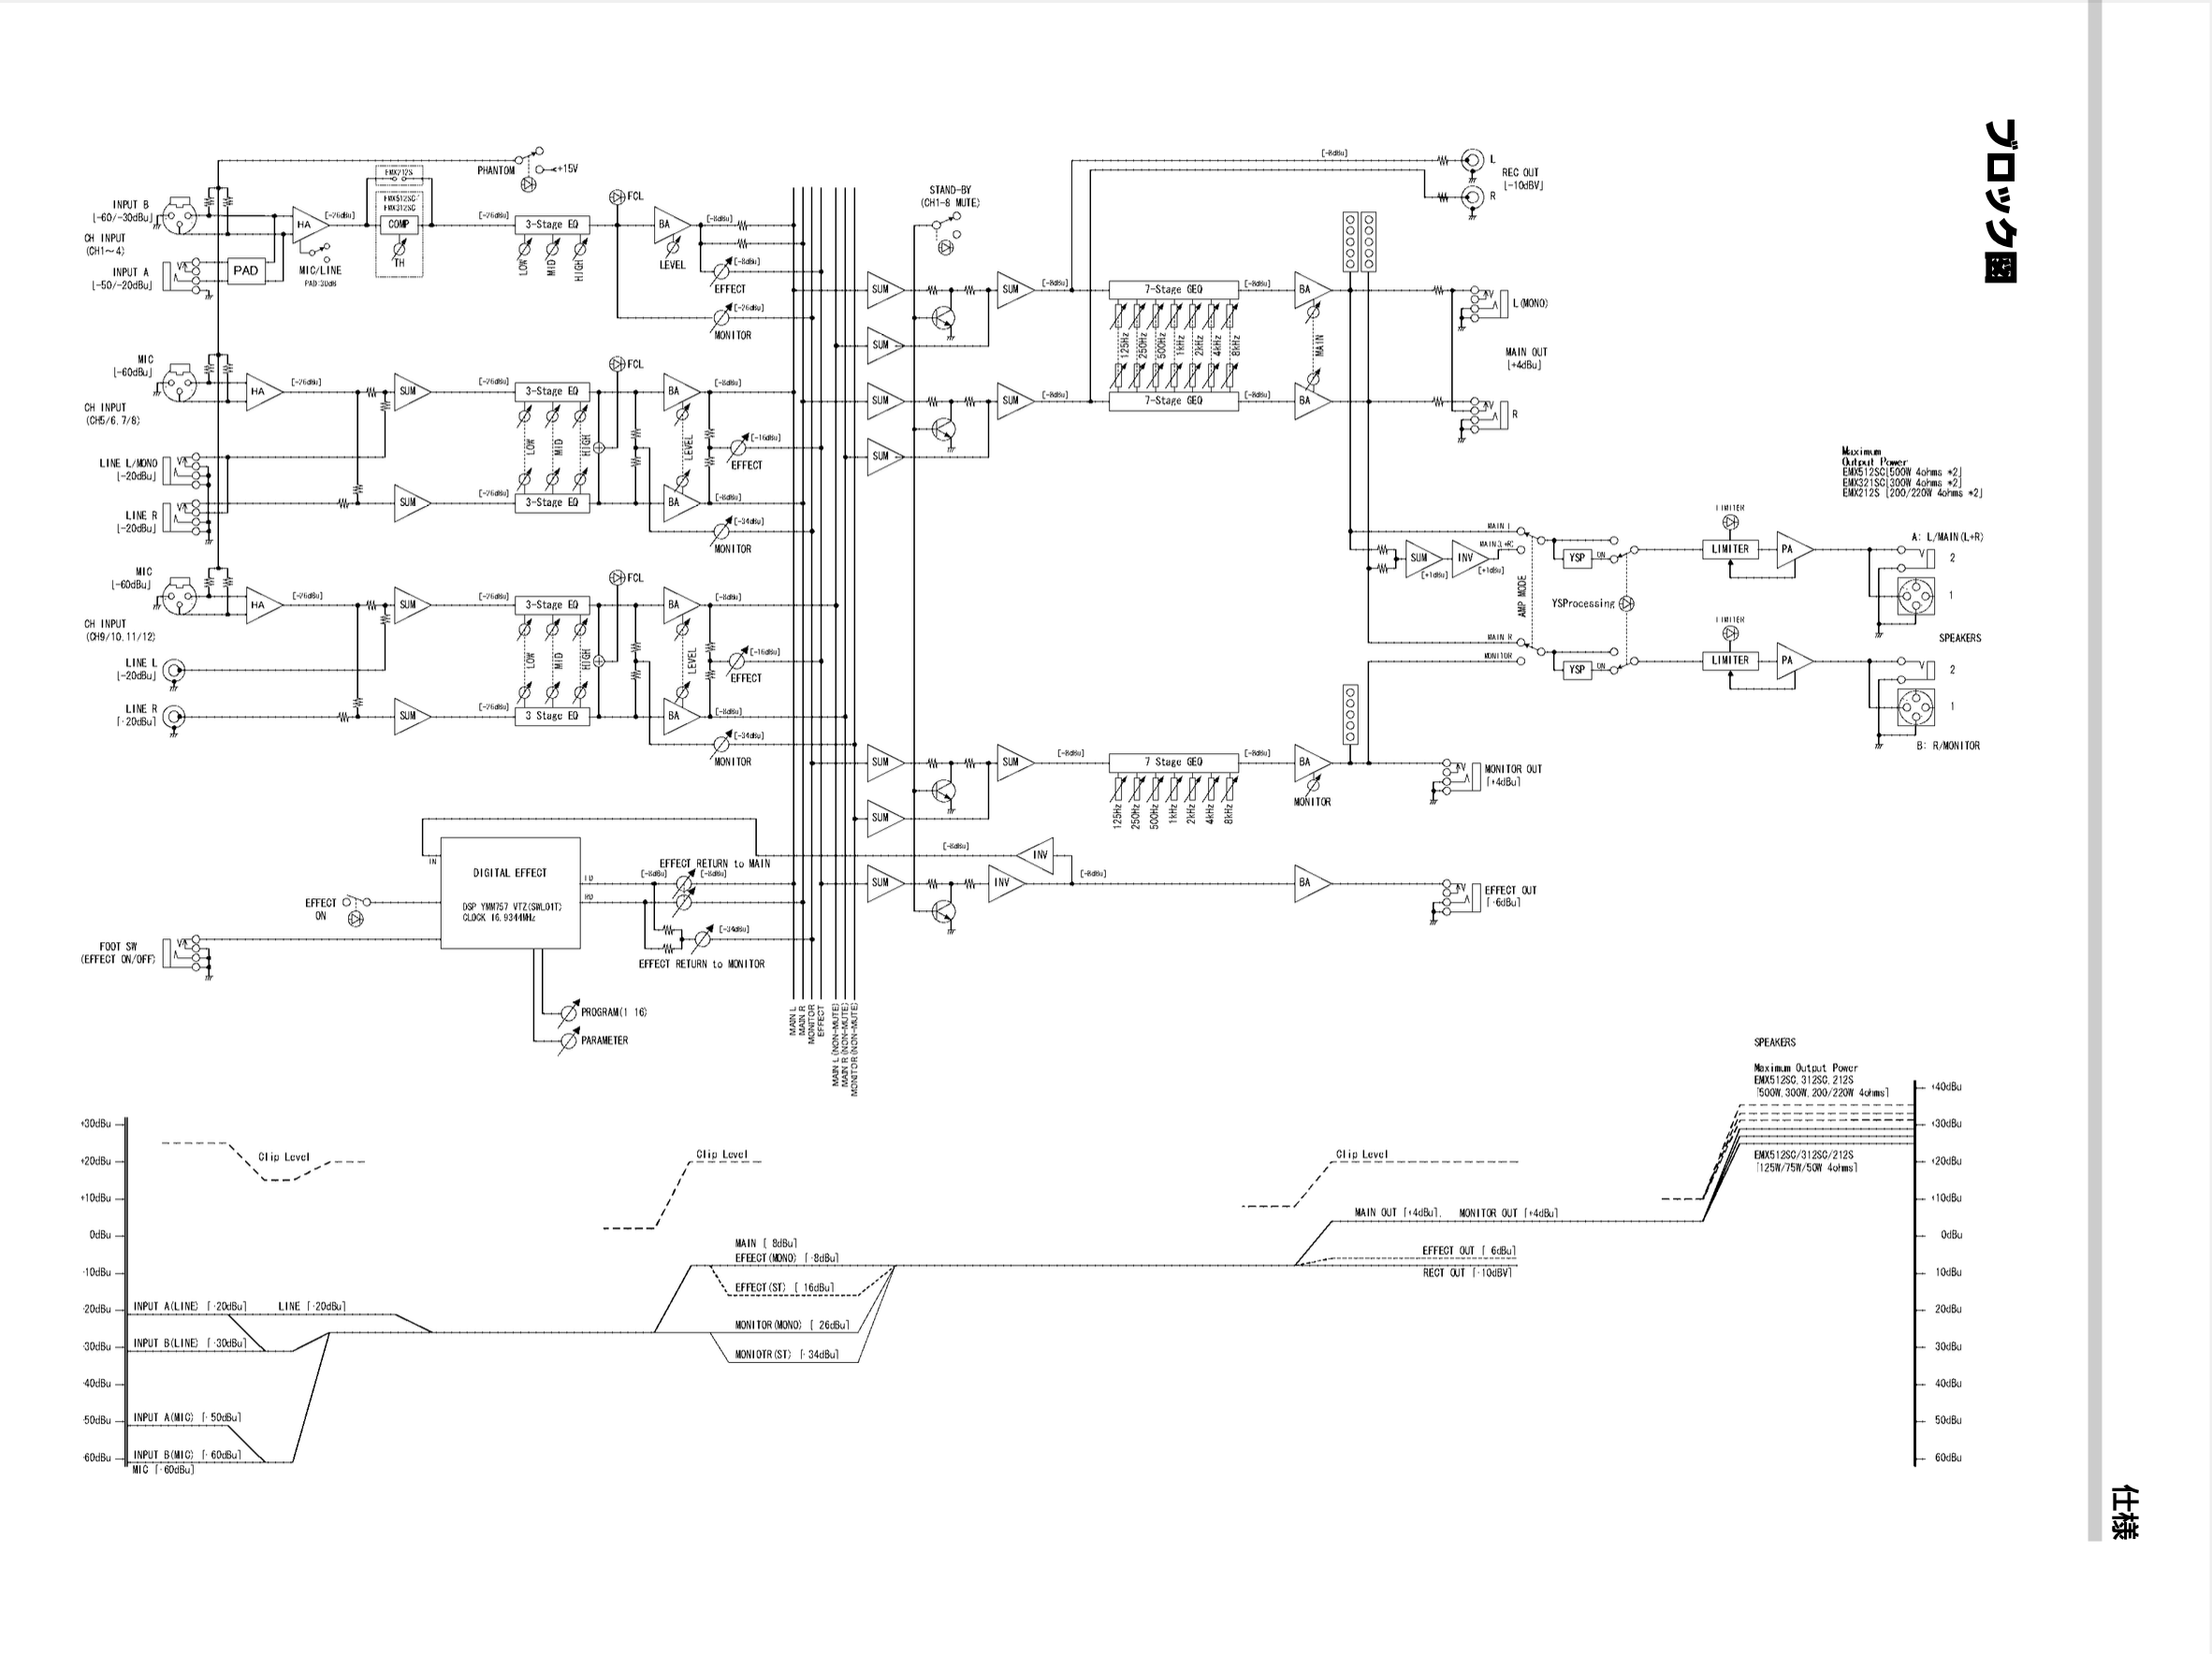 ブロック図
PHANTOM
+15V
EMX212S
EMX512SC/
EMX312SC
INPUT B
[-60/-30dBu]
CH INPUT
(CH1~4)
INPUT A
[-50/-20dBu]
PAD
HA
[-26dBu]
MIC/LINE
PAD:30dB
COMP
TH
[-26dBu]
3-Stage EQ
LOW
MID
HIGH
FCL
BA
LEVEL
[-8dBu]
[-8dBu]
EFFECT
[-26dBu]
MONITOR
MIC
[-60dBu]
CH INPUT
(CH5/6, 7/8)
LINE L/MONO
[-20dBu]
LINE R
[-20dBu]
HA
[-26dBu]
SUM
SUM
[-26dBu]
[-26dBu]
3-Stage EQ
LOW
MID
HIGH
3-Stage EQ
FCL
BA
LEVEL
BA
[-8dBu]
[-16dBu]
EFFECT
[-8dBu]
[-34dBu]
MONITOR
MIC
[-60dBu]
CH INPUT
(CH9/10, 11/12)
LINE L
[-20dBu]
LINE R
[-20dBu]
HA
[-26dBu]
SUM
SUM
[-26dBu]
[-26dBu]
3-Stage EQ
LOW
MID
HIGH
3 Stage EQ
FCL
BA
LEVEL
BA
[-8dBu]
[-16dBu]
EFFECT
[-8dBu]
[-34dBu]
MONITOR
IN
DIGITAL EFFECT
DSP YMM757 VTZ(SWL01T)
CLOCK 16.9344MHz
EFFECT
ON
FOOT SW
(EFFECT ON/OFF)
PROGRAM(1 16)
PARAMETER
EFFECT RETURN to MAIN
[-8dBu]
[-8dBu]
[-34dBu]
EFFECT RETURN to MONITOR
MAIN L
MAIN R
MONITOR
EFFECT
MAIN L (NON-MUTE)
MAIN R (NON-MUTE)
MONITOR (NON-MUTE)
STAND-BY
(CH1-8 MUTE)
SUM
SUM
SUM
SUM
SUM
SUM
[-8dBu]
[-8dBu]
7-Stage GEQ
125Hz
250Hz
500Hz
1kHz
2kHz
4kHz
8kHz
7-Stage GEQ
[-8dBu]
[-8dBu]
BA
MAIN
BA
[-8dBu]
L
REC OUT
[-10dBV]
R
L(MONO)
MAIN OUT
[+4dBu]
R
Maximum
Output Power
EMX512SC[500W 4ohms *2]
EMX321SC[300W 4ohms *2]
EMX212S [200/220W 4ohms *2]
MAIN L
MAIN(L+R)
SUM
[+1dBu]
INV
[+1dBu]
AMP MODE
MAIN R
MONITOR
YSP
ON
YSProcessing
YSP
ON
LIMITER
LIMITER
PA
LIMITER
LIMITER
PA
A: L/MAIN(L+R)
2
1
SPEAKERS
2
1
B: R/MONITOR
SUM
SUM
SUM
[-8dBu]
7 Stage GEQ
125Hz
250Hz
500Hz
1kHz
2kHz
4kHz
8kHz
[-8dBu]
BA
MONITOR
MONITOR OUT
[+4dBu]
[-8dBu]
INV
SUM
INV
[-8dBu]
BA
EFFECT OUT
[-6dBu]
+30dBu
+20dBu
+10dBu
0dBu
-10dBu
-20dBu
-30dBu
-40dBu
-50dBu
-60dBu
Clip Level
Clip Level
Clip Level
INPUT A(LINE) [-20dBu]
LINE [-20dBu]
INPUT B(LINE) [-30dBu]
INPUT A(MIC) [-50dBu]
INPUT B(MIC) [-60dBu]
MIC [-60dBu]
MAIN [ 8dBu]
EFEECT(MONO) [-8dBu]
EFFECT(ST) [ 16dBu]
MONITOR(MONO) [ 26dBu]
MONIOTR(ST) [-34dBu]
MAIN OUT [+4dBu], MONITOR OUT [+4dBu]
EFFECT OUT [ 6dBu]
RECT OUT [-10dBV]
SPEAKERS
Maximum Output Power
EMX512SC, 312SC, 212S
[500W, 300W, 200/220W 4ohms]
EMX512SC/312SC/212S
[125W/75W/50W 4ohms]
+40dBu
+30dBu
+20dBu
+10dBu
0dBu
10dBu
20dBu
30dBu
40dBu
50dBu
60dBu
仕様